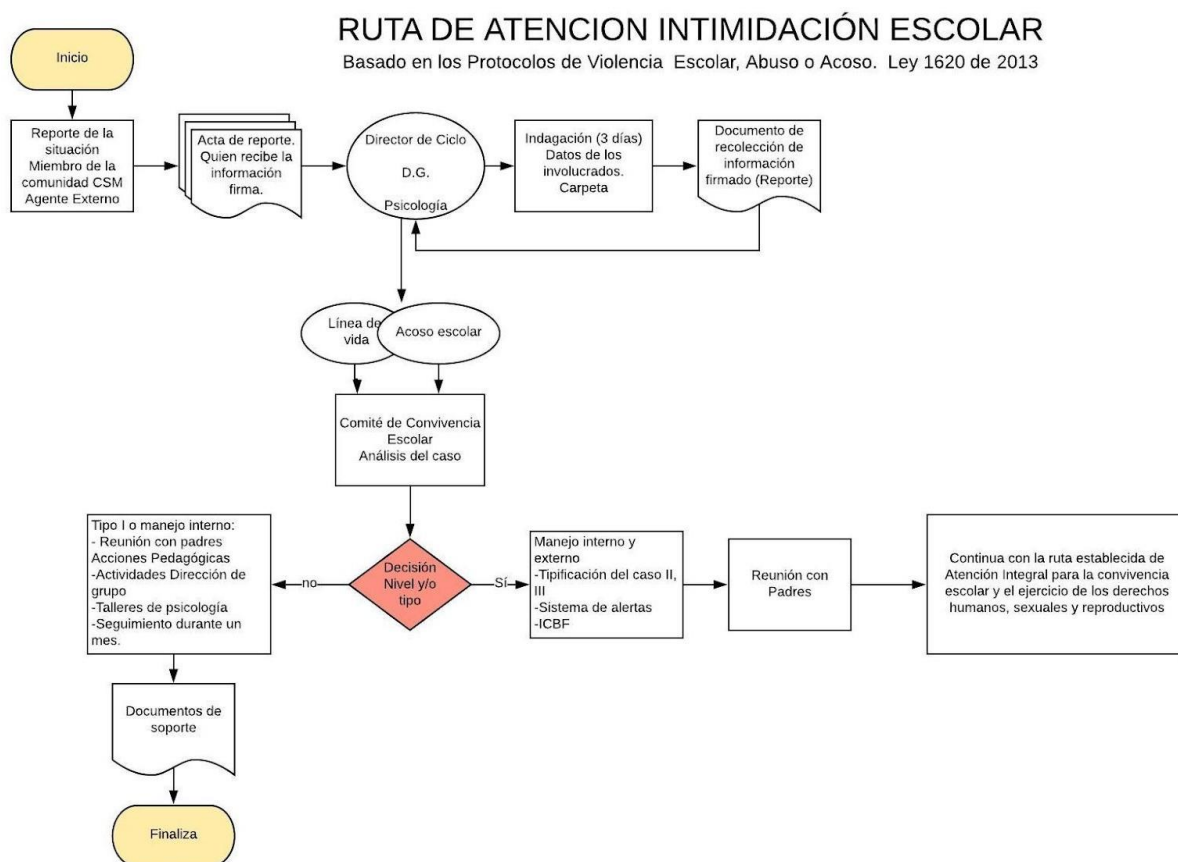 RUTA DE ATENCION INTIMIDACIÓN ESCOLAR
Basado en los Protocolos de Violencia Escolar, Abuso o Acoso. Ley 1620 de 2013
Inicio
Reporte de la
situación
Miembro de la
comunidad CSM
Agente Externo
Acta de reporte.
Quien recibe la
información
firma.
Director de Ciclo
D.G.
Psicología
Indagación (3 días)
Datos de los
involucrados.
Carpeta
Documento de
recolección de
información
firmado (Reporte)
Línea de
vida
Acoso escolar
Comité de Convivencia
Escolar
Análisis del caso
Tipo I o manejo interno:
- Reunión con padres
Acciones Pedagógicas
-Actividades Dirección de
grupo
-Talleres de psicología
-Seguimiento durante un
mes.
no
Decisión
Nivel y/o
tipo
Sí
Manejo interno y
externo
-Tipificación del caso II,
III
-Sistema de alertas
-ICBF
Reunión con
Padres
Continua con la ruta establecida de
Atención Integral para la convivencia
escolar y el ejercicio de los derechos
humanos, sexuales y reproductivos
Documentos de
soporte
Finaliza